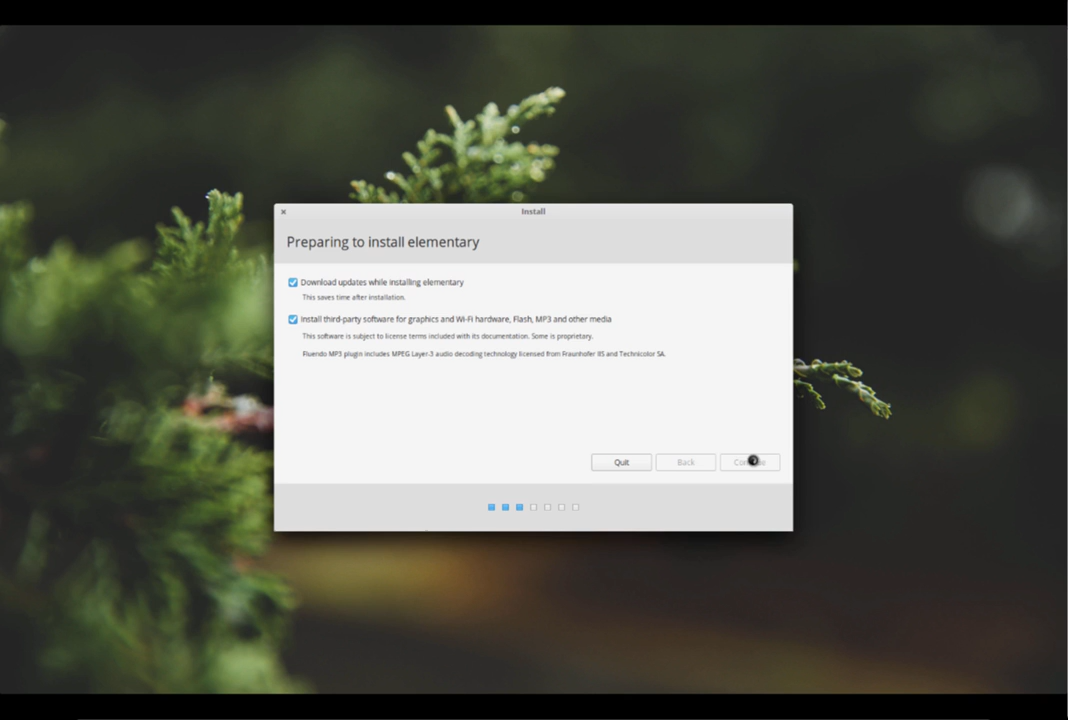 Install
Preparing to install elementary
Download updates while installing elementary
This saves time after installation.
Install third-party software for graphics and Wi-Fi hardware, Flash, MP3 and other media
This software is subject to license terms included with its documentation. Some is proprietary.
Fluendo MP3 plugin includes MPEG Layer-3 audio decoding technology licensed from Fraunhofer IIS and Technicolor SA.
Quit
Back